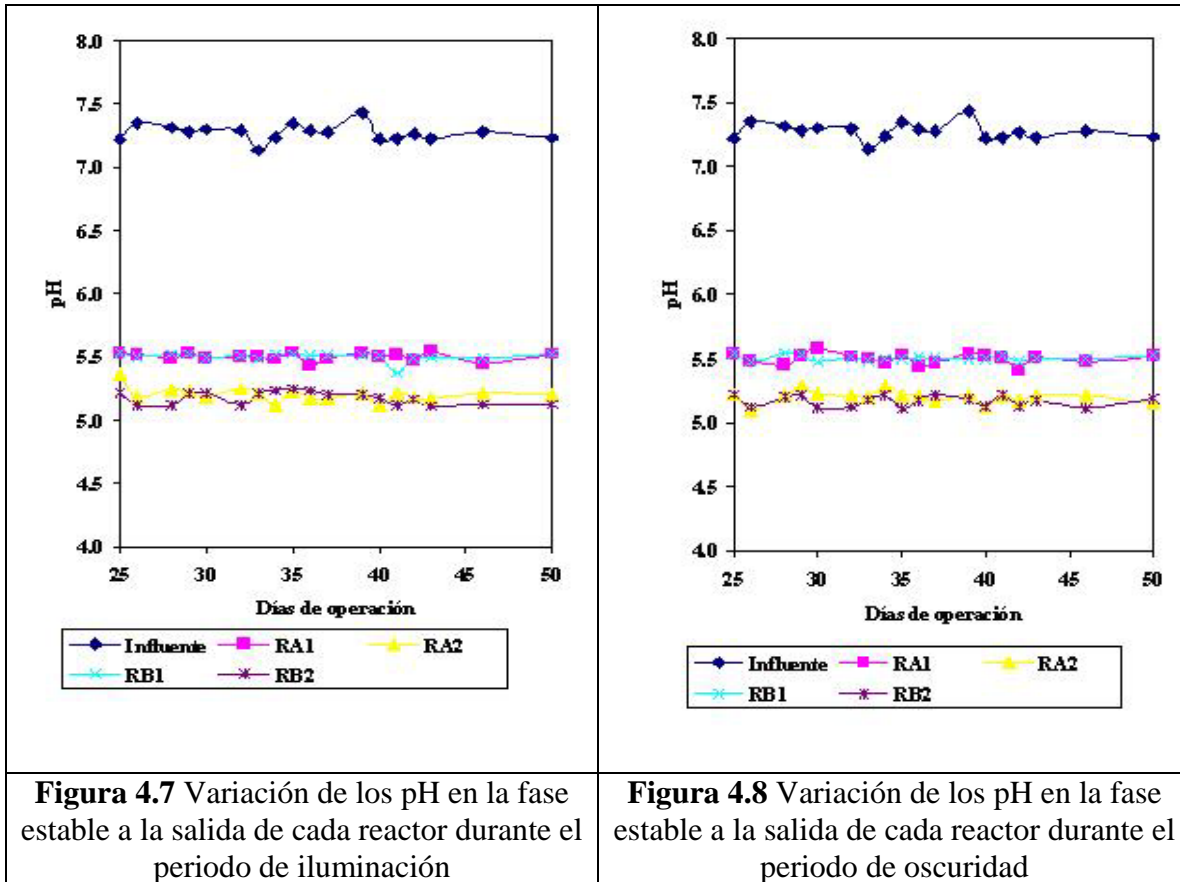 8.0
7.5
7.0
6.5
6.0
5.5
5.0
4.5
4.0
pH
25 30 35 40 45 50
Días de operación
Influente RA1 RA2
RB1 RB2
Figura 4.7 Variación de los pH en la fase
estable a la salida de cada reactor durante el
periodo de iluminación
8.0
7.5
7.0
6.5
6.0
5.5
5.0
4.5
4.0
pH
25 30 35 40 45 50
Días de operación
Influente RA1 RA2
RB1 RB2
Figura 4.8 Variación de los pH en la fase
estable a la salida de cada reactor durante el
periodo de oscuridad